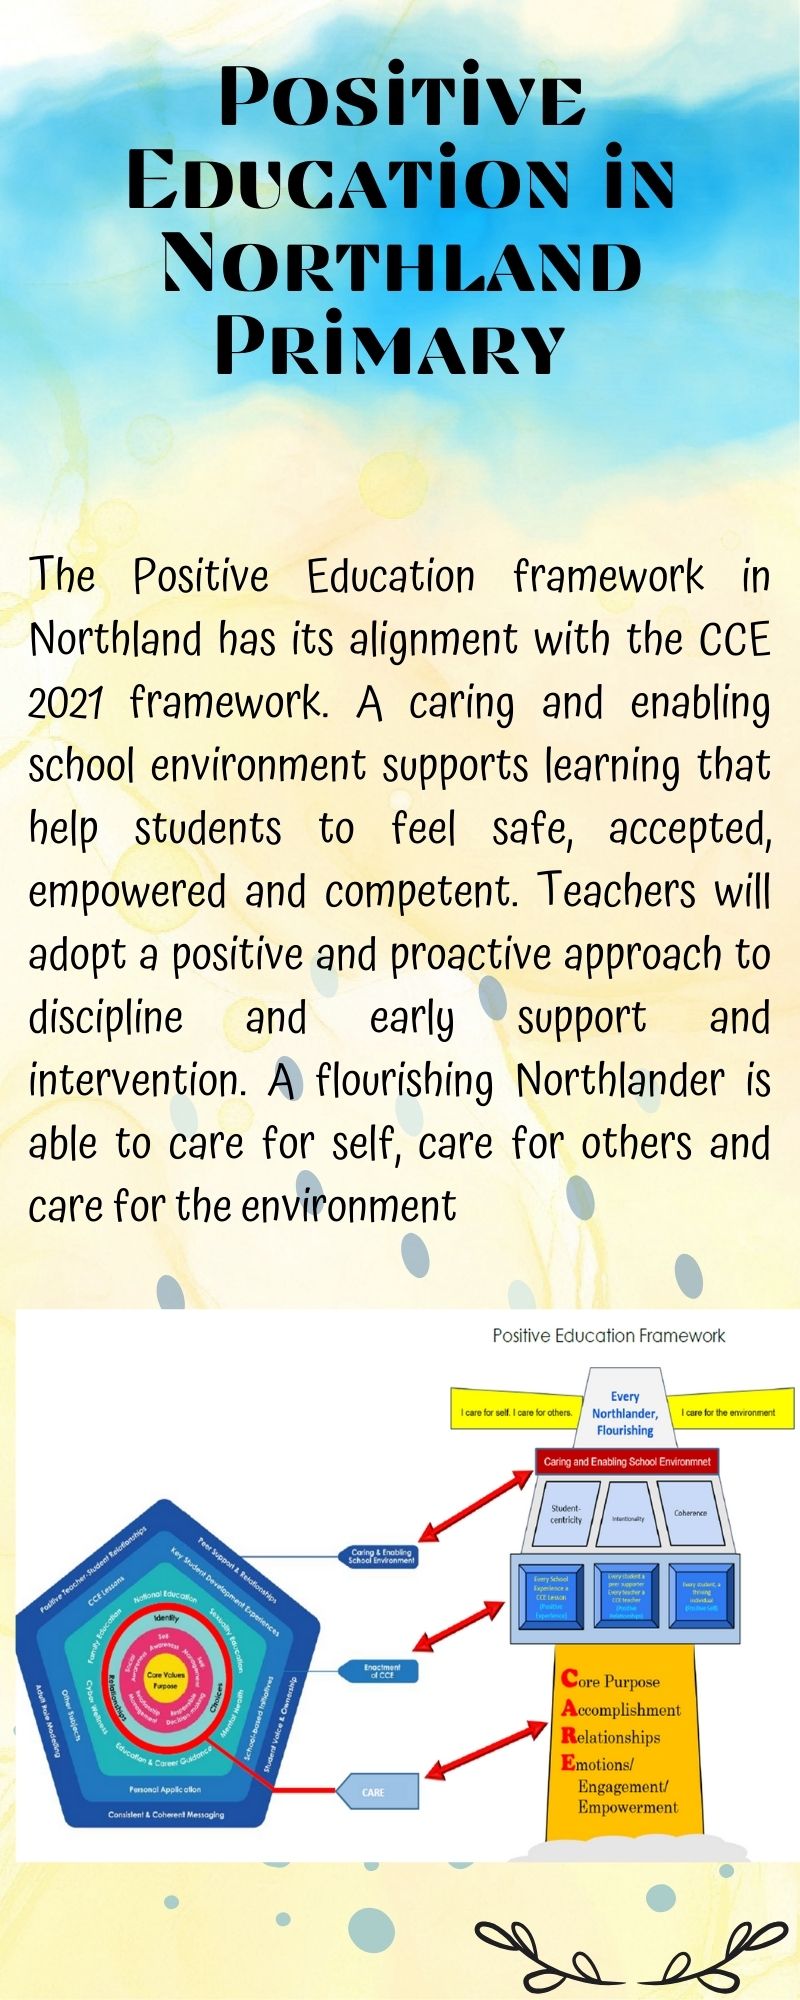 Positive
Education in
Northland
Primary
The Positive Education framework in
Northland has its alignment with the CCE
2021 framework. A caring and enabling
school environment supports learning that
help students to feel safe, accepted,
empowered and competent. Teachers will
adopt a positive and proactive approach to
discipline and early support and
intervention. A flourishing Northlander is
able to care for self, care for others and
care for the environment
Positive Education Framework
Every
Northlander,
Flourishing
I care for self. I care for others.
I care for the environment
Caring and Enabling School Environmnet
Student-
centricity
Intentionality
Coherence
Every School
Experience a
CCE Lesson
(Positive
Experience)
Every student a
peer supporter
Every teacher a
CCE teacher
(Positive
Relationships)
Every student, a
thriving
individual
(Positive Self)
Core Purpose
Accomplishment
Relationships
Emotions/
Engagement/
Empowerment
Caring & Enabling
School Environment
Enactment
of CCE
CARE
Positive Teacher-Student Relationships
Peer Support & Relationships
CCE Lessons
Key Student Development Experiences
National Education
Family Education
Sexuality Education
Identity
Relationships
Choices
Self-
Awareness
Self
Management
Social
Awareness
Relationship
Management
Responsible
Decision-making
Core Values
Purpose
Cyber Wellness
Mental Health
Education & Career Guidance
Other Subjects
School-Based Initiatives
Adult Role Modelling
Student Voice & Ownership
Personal Application
Consistent & Coherent Messaging